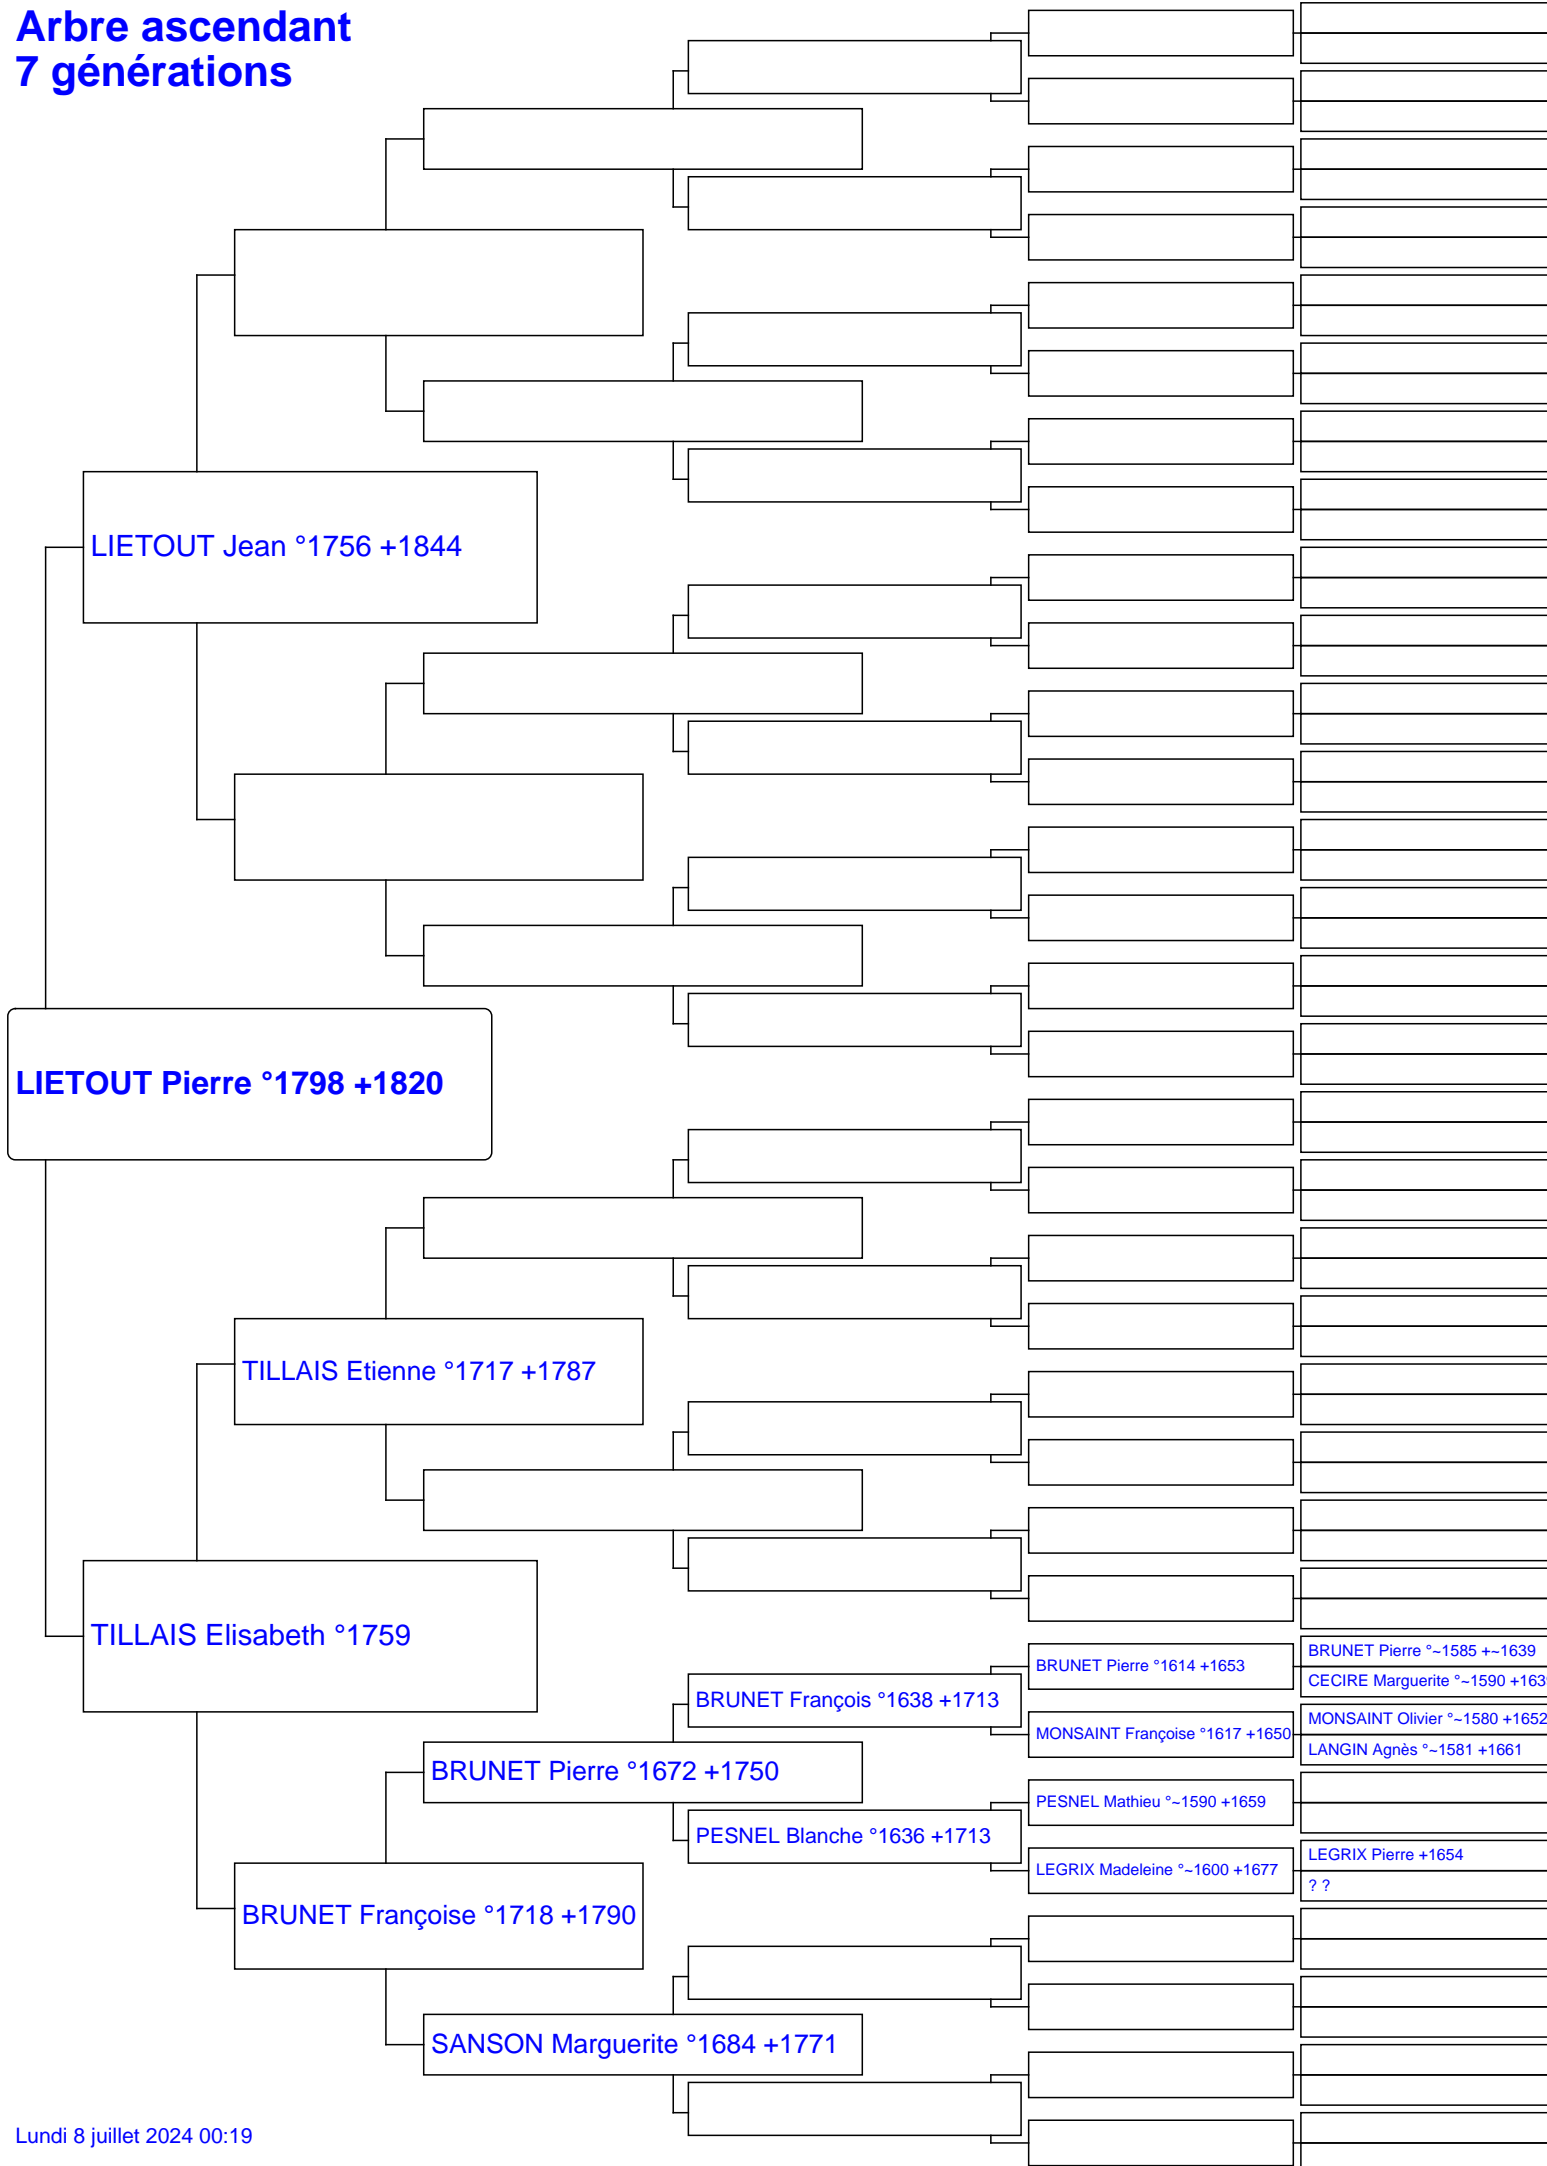 Arbre ascendant
7 générations
LIETOUT Jean °1756 +1844
LIETOUT Pierre °1798 +1820
TILLAIS Etienne °1717 +1787
TILLAIS Elisabeth °1759
BRUNET Pierre °~1585 +~1639
BRUNET Pierre °1614 +1653
CECIRE Marguerite °~1590 +163
BRUNET François °1638 +1713
MONSAINT Olivier °~1580 +1652
MONSAINT Françoise °1617 +1650
LANGIN Agnès °~1581 +1661
BRUNET Pierre °1672 +1750
PESNEL Mathieu °~1590 +1659
PESNEL Blanche °1636 +1713
LEGRIX Pierre +1654
LEGRIX Madeleine °~1600 +1677
? ?
BRUNET Françoise °1718 +1790
SANSON Marguerite °1684 +1771
Lundi 8 juillet 2024 00:19